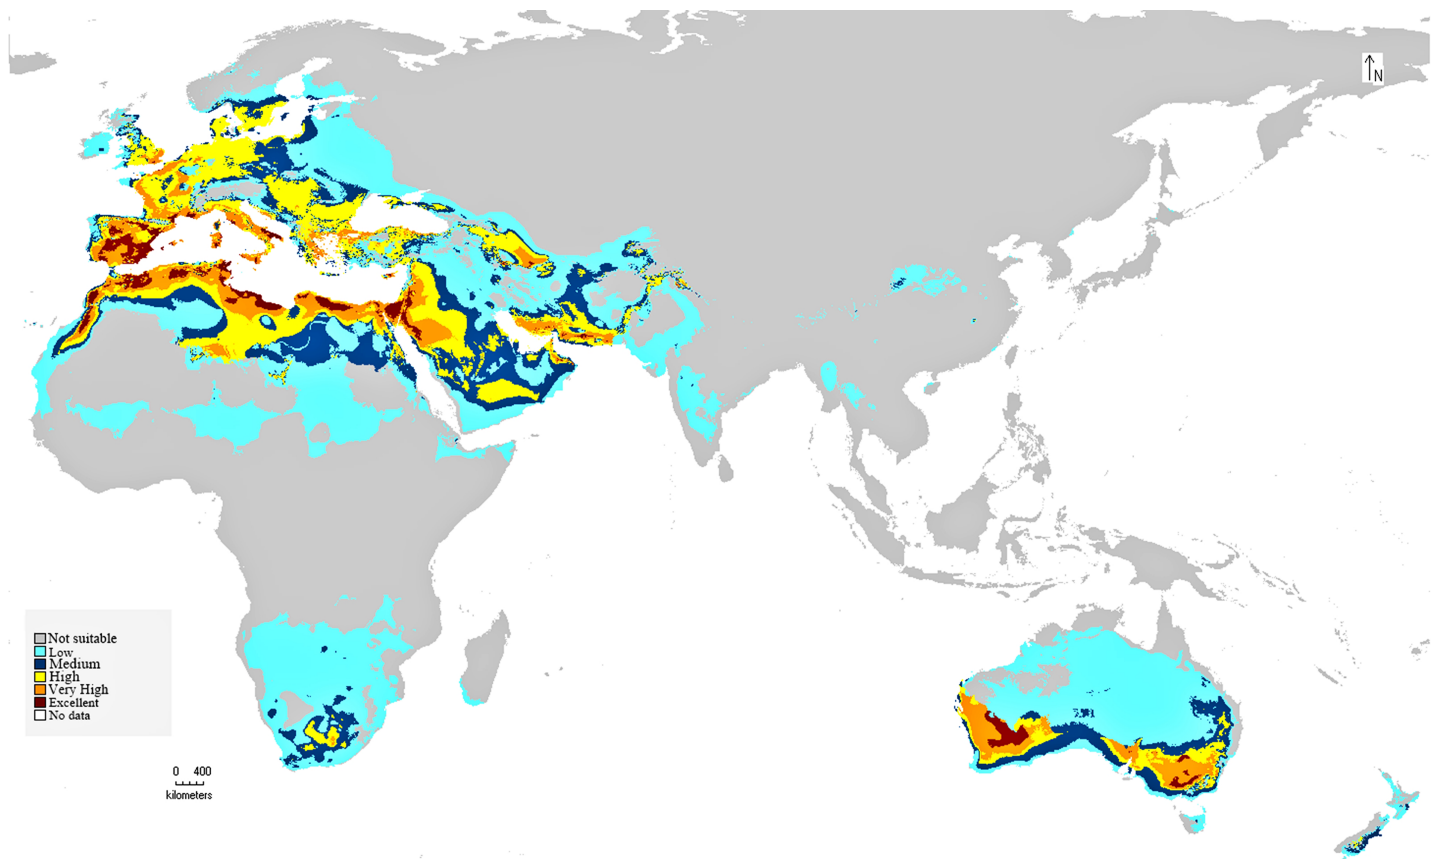 N
Not suitable
Low
Medium
High
Very High
Excellent
No data
0 400
kilometers